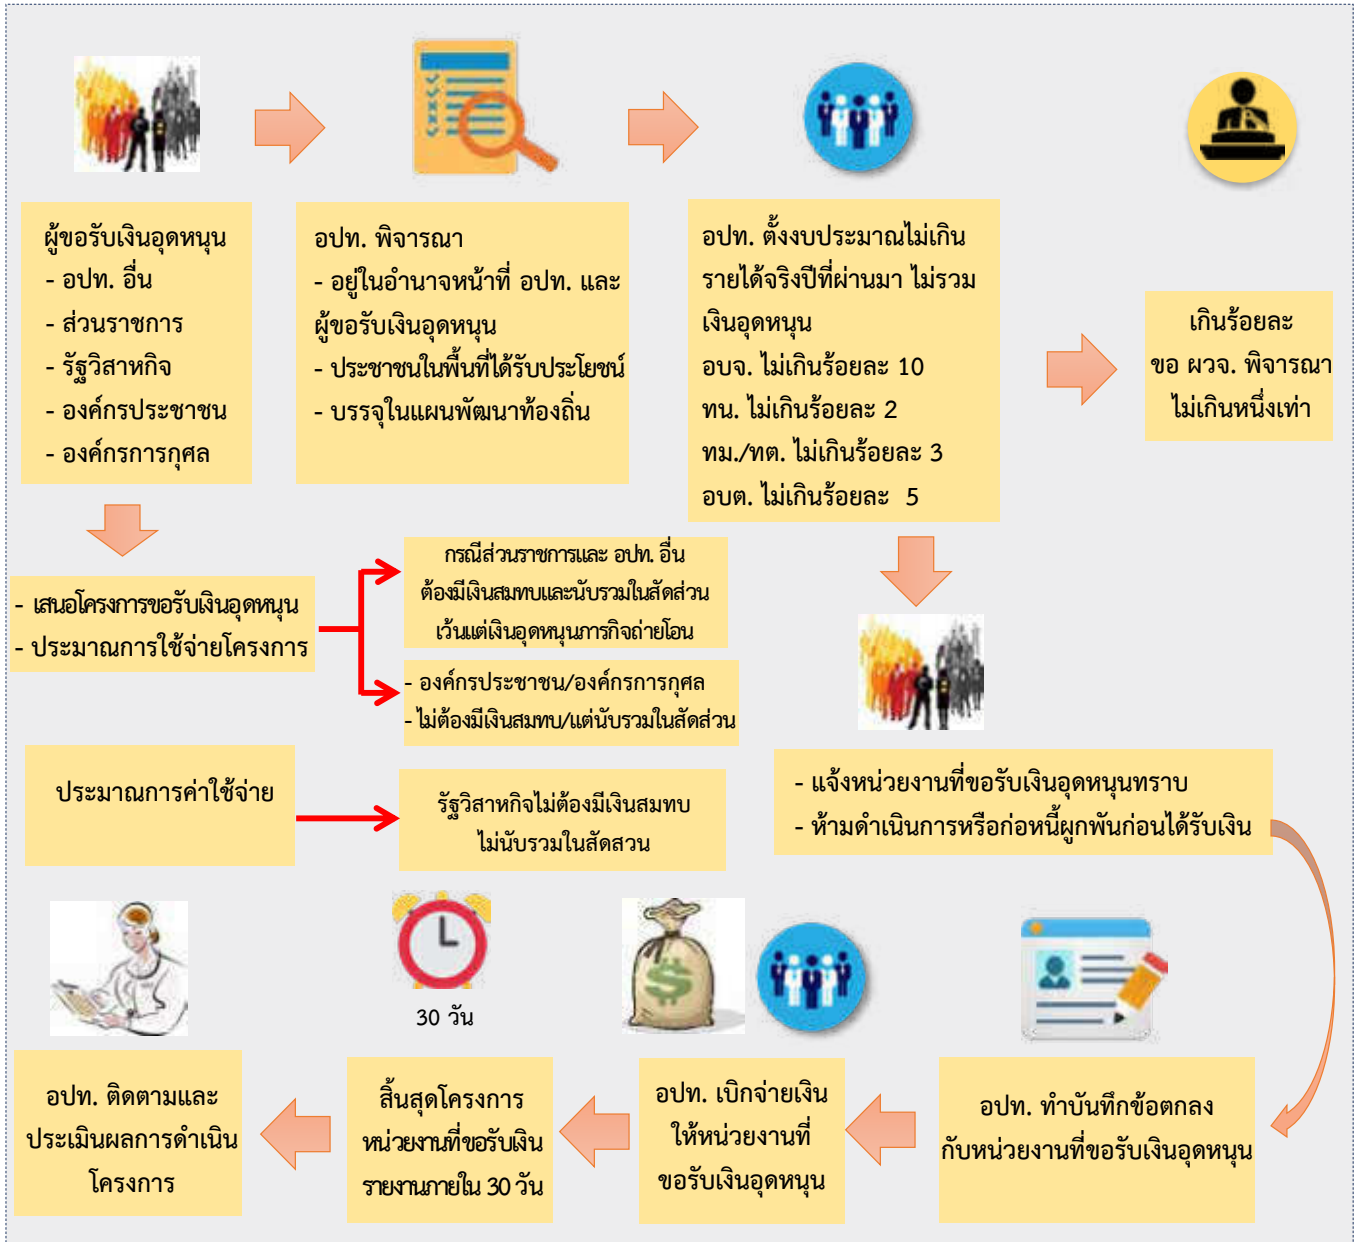 ผู้ขอรับเงินอุดหนุน
- อปท. อื่น
- ส่วนราชการ
- รัฐวิสาหกิจ
- องค์กรประชาชน
- องค์กรการกุศล
อปท. พิจารณา
- อยู่ในอำนาจหน้าที่ อปท. และ
ผู้ขอรับเงินอุดหนุน
- ประชาชนในพื้นที่ได้รับประโยชน์
- บรรจุในแผนพัฒนาท้องถิ่น
อปท. ตั้งงบประมาณไม่เกิน
รายได้จริงปีที่ผ่านมา ไม่รวม
เงินอุดหนุน
อบจ. ไม่เกินร้อยละ 10
ทน. ไม่เกินร้อยละ 2
ทม./ทต. ไม่เกินร้อยละ 3
อบต. ไม่เกินร้อยละ 5
เกินร้อยละ
ขอ ผวจ. พิจารณา
ไม่เกินหนึ่งเท่า
- เสนอโครงการขอรับเงินอุดหนุน
- ประมาณการใช้จ่ายโครงการ
กรณีส่วนราชการและ อปท. อื่น
ต้องมีเงินสมทบและนับรวมในสัดส่วน
เว้นแต่เงินอุดหนุนภารกิจถ่ายโอน
- องค์กรประชาชน/องค์กรการกุศล
- ไม่ต้องมีเงินสมทบ/แต่นับรวมในสัดส่วน
ประมาณการค่าใช้จ่าย
รัฐวิสาหกิจไม่ต้องมีเงินสมทบ
ไม่นับรวมในสัดสวน
- แจ้งหน่วยงานที่ขอรับเงินอุดหนุนทราบ
- ห้ามดำเนินการหรือก่อหนี้ผูกพันก่อนได้รับเงิน
อปท. ทำบันทึกข้อตกลง
กับหน่วยงานที่ขอรับเงินอุดหนุน
อปท. เบิกจ่ายเงิน
ให้หน่วยงานที่
ขอรับเงินอุดหนุน
30 วัน
สิ้นสุดโครงการ
หน่วยงานที่ขอรับเงิน
รายงานภายใน 30 วัน
อปท. ติดตามและ
ประเมินผลการดำเนิน
โครงการ